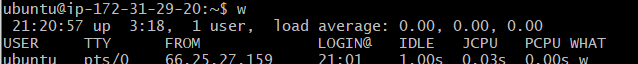 ubuntu@ip-172-31-29-20:~$ w
 21:20:57 up  3:18,  1 user,  load average: 0.00, 0.00, 0.00
USER     TTY      FROM             LOGIN@   IDLE   JCPU   PCPU WHAT
ubuntu   pts/0    66.25.27.159     21:01    1.00s  0.03s  0.00s w